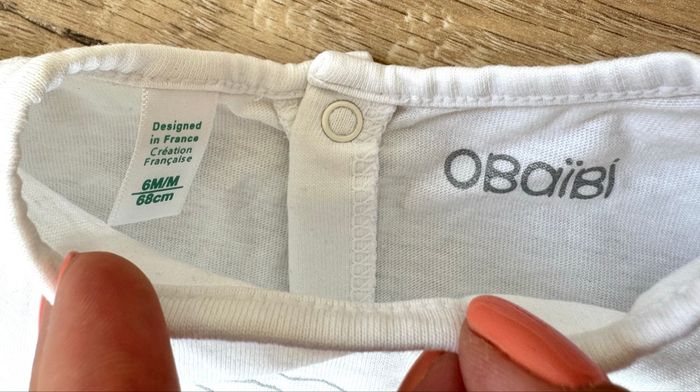 Designed
in France
Création
Française
6M/M
68cm
OBaïBi